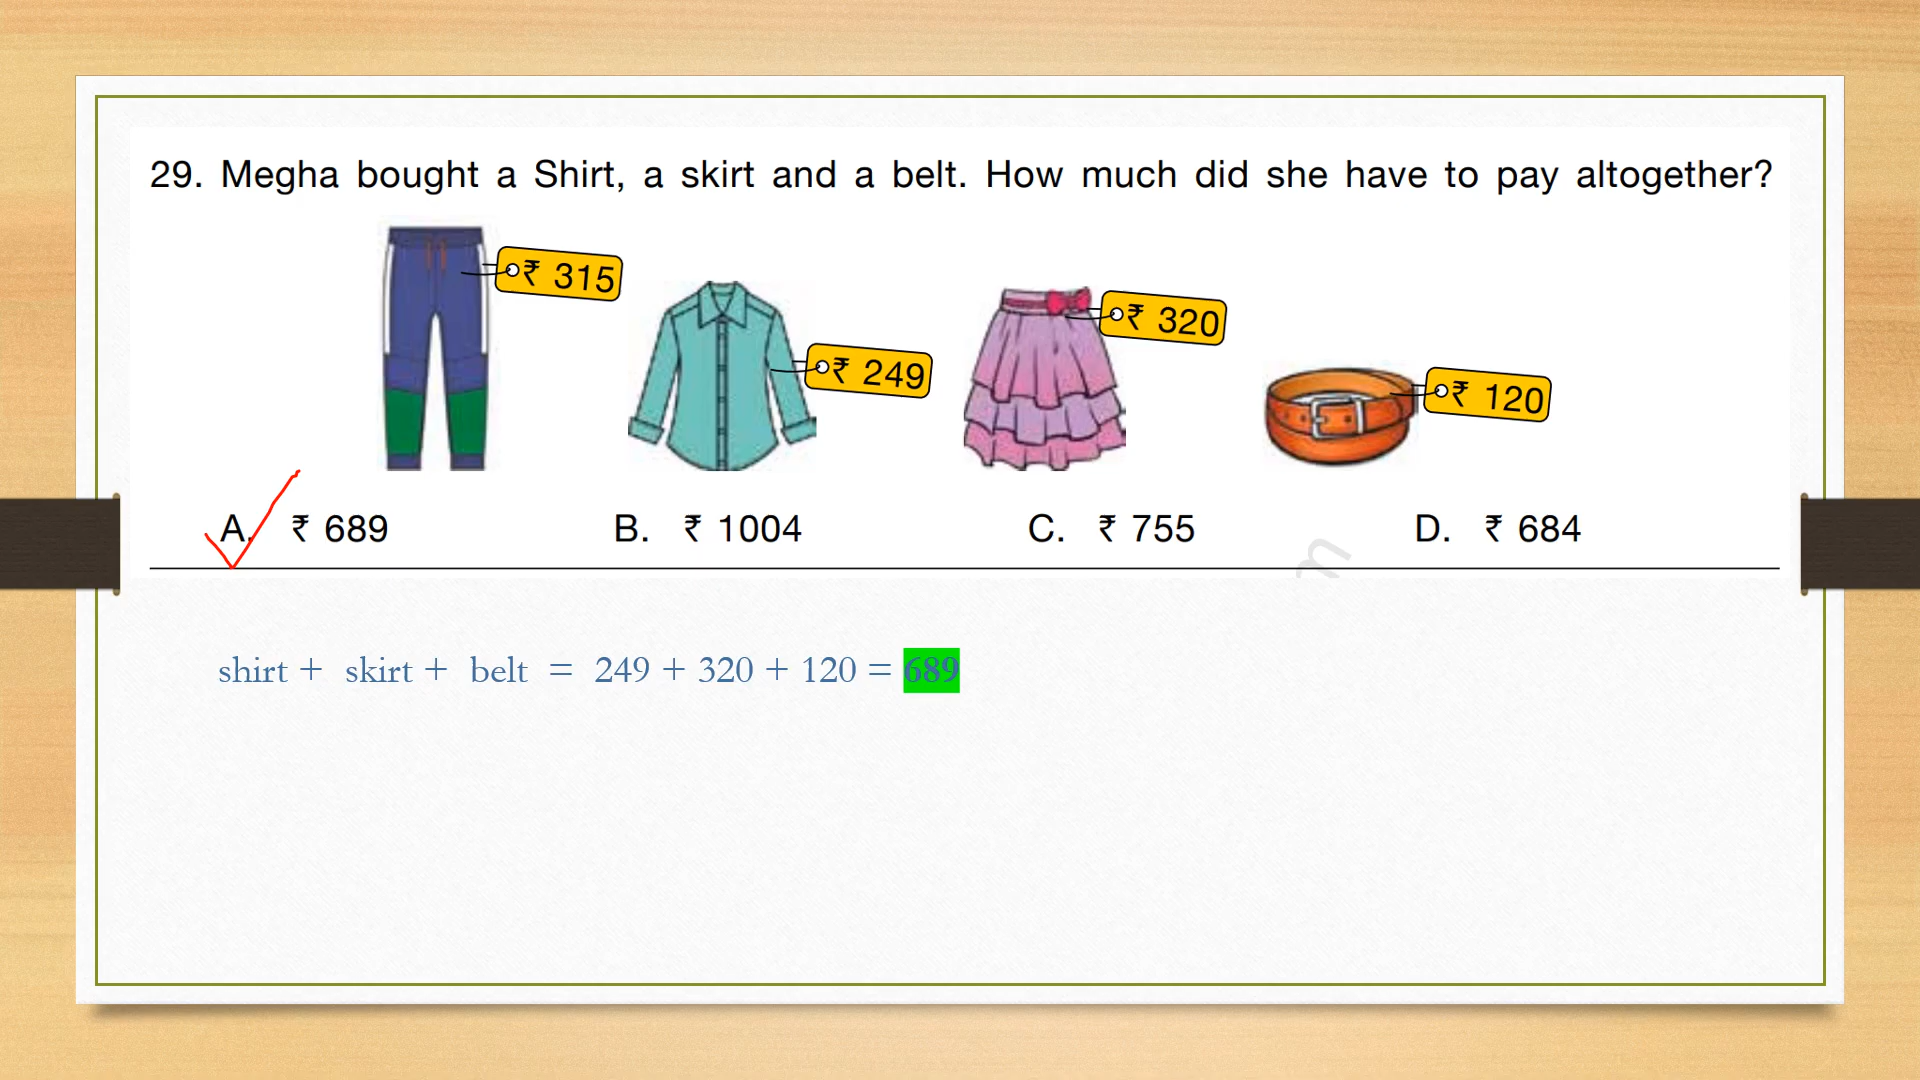 29. Megha bought a Shirt, a skirt and a belt. How much did she have to pay altogether?
₹ 315
₹ 249
₹ 320
₹ 120
A. ₹ 689 B. ₹ 1004 C. ₹ 755 D. ₹ 684
m
shirt + skirt + belt = 249 + 320 + 120 = 689